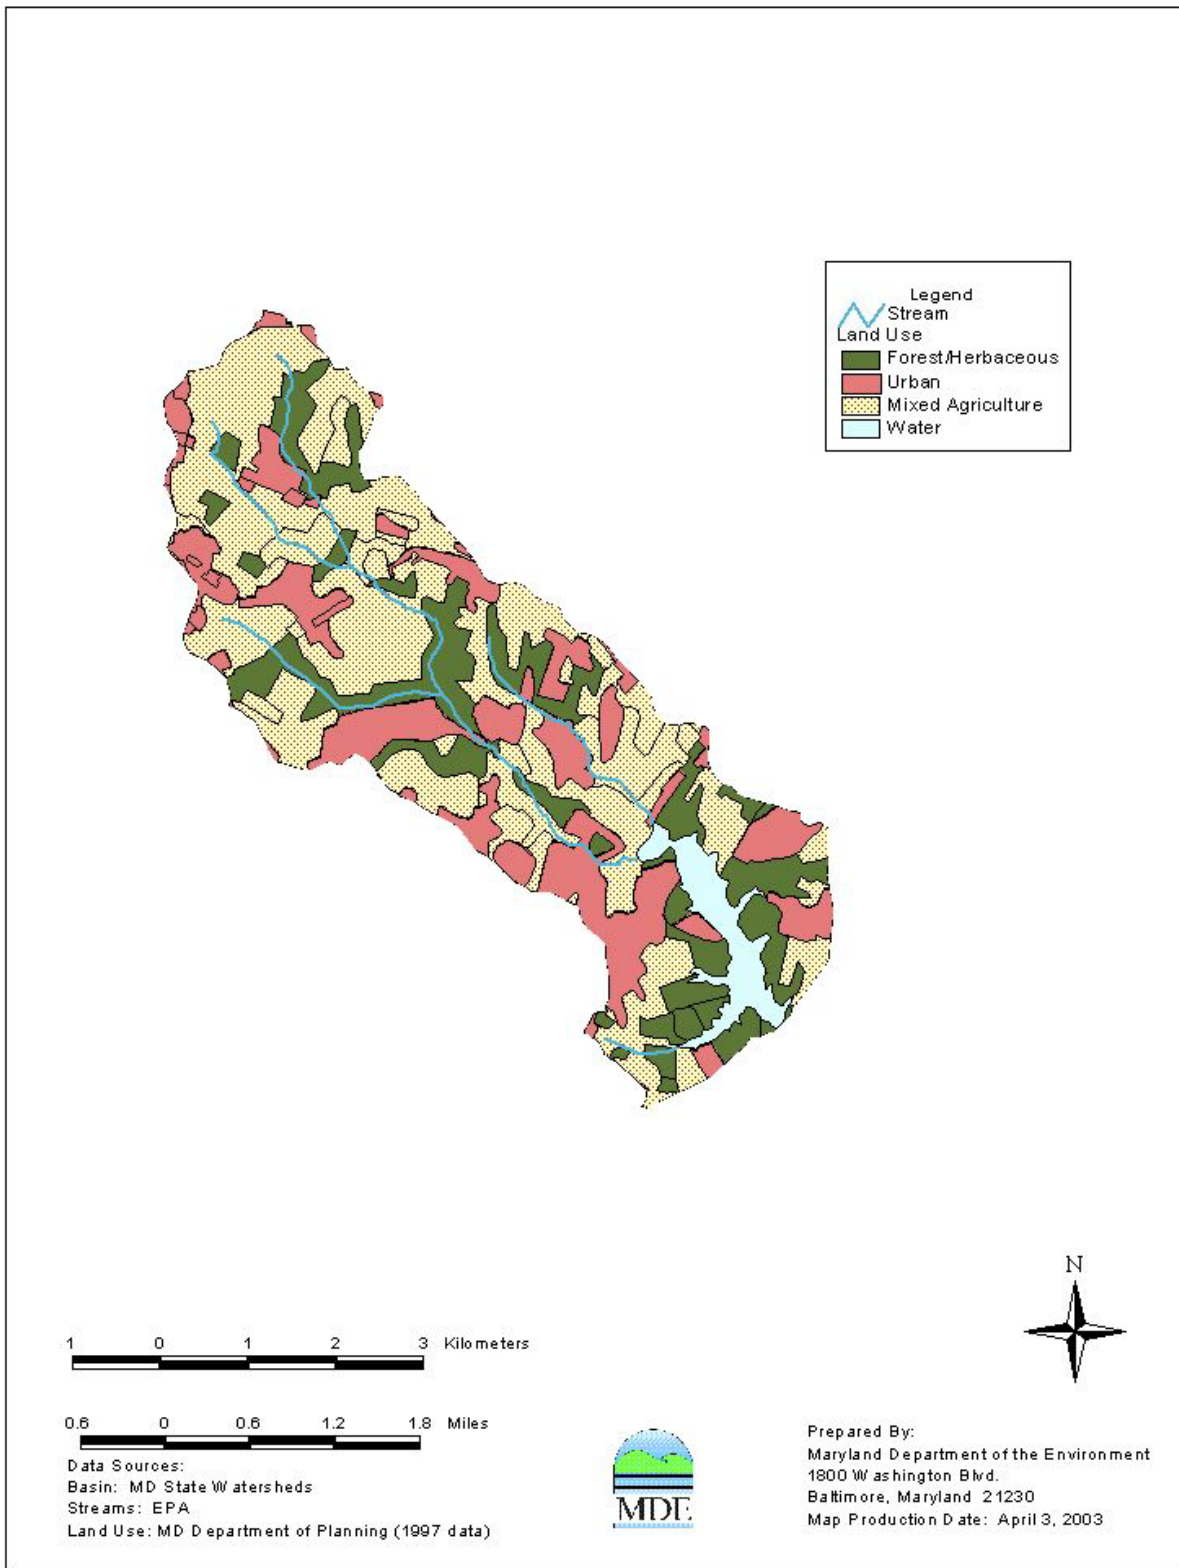 Legend
Stream
Land Use
Forest/Herbaceous
Urban
Mixed Agriculture
Water
N
1 0 1 2 3 Kilometers
0.6 0 0.6 1.2 1.8 Miles
Data Sources:
Basin: MD State Watersheds
Streams: EPA
Land Use: MD Department of Planning (1997 data)
MDE
Prepared By:
Maryland Department of the Environment
1800 Washington Blvd.
Baltimore, Maryland 21230
Map Production Date: April 3, 2003